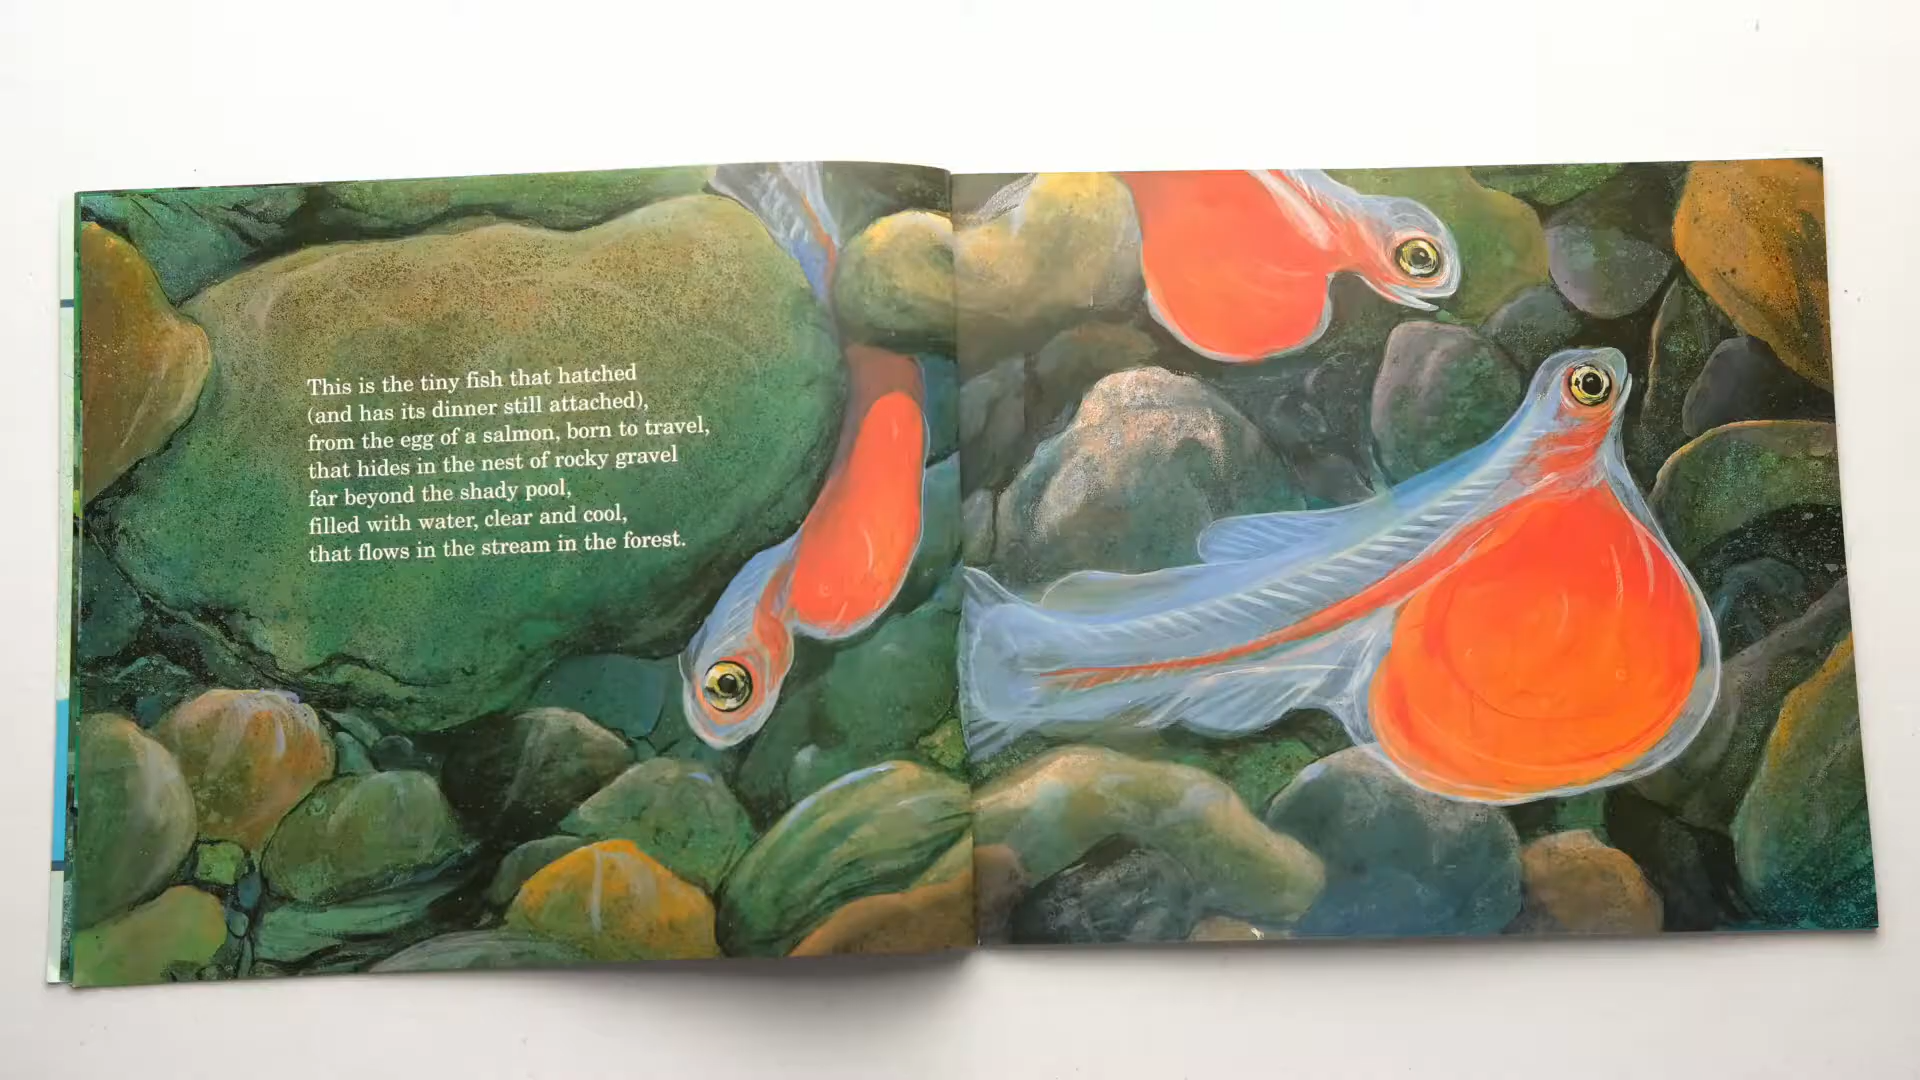 This is the tiny fish that hatched
(and has its dinner still attached),
from the egg of a salmon, born to travel,
that hides in the nest of rocky gravel
far beyond the shady pool,
filled with water, clear and cool,
that flows in the stream in the forest.